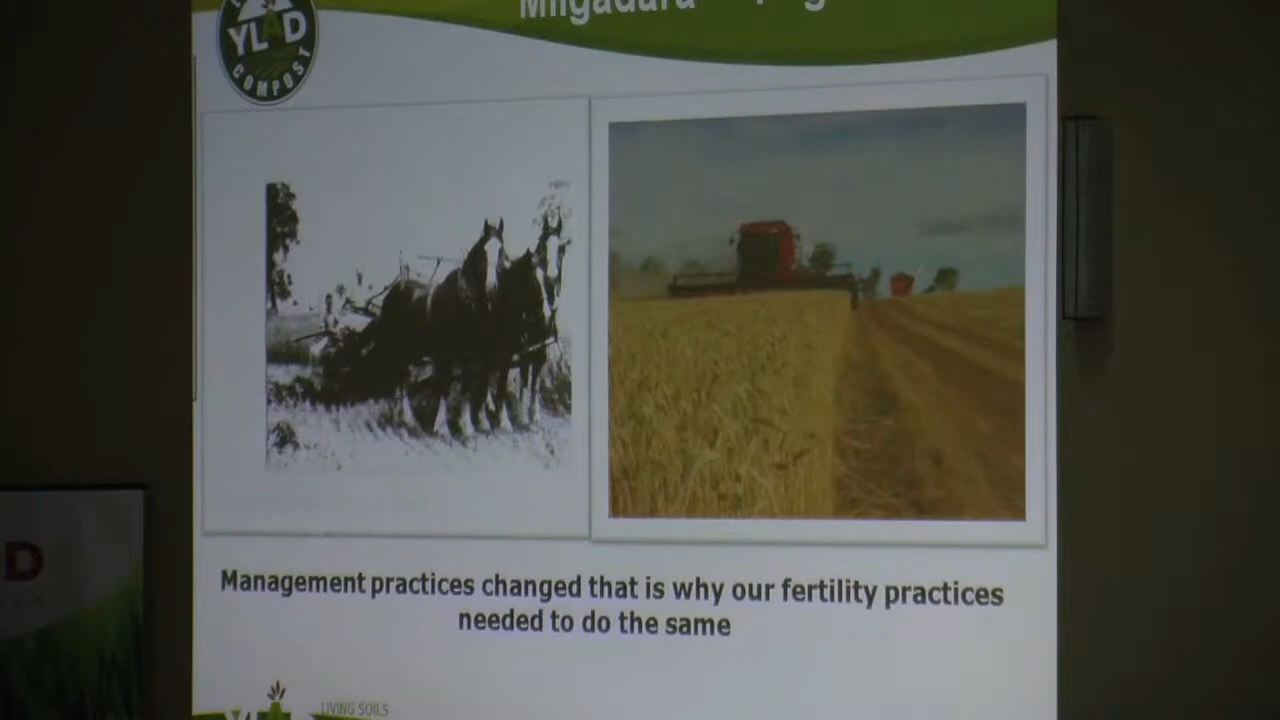 YLAD
COMPOST
Management practices changed that is why our fertility practices
needed to do the same
LIVING SOILS
D